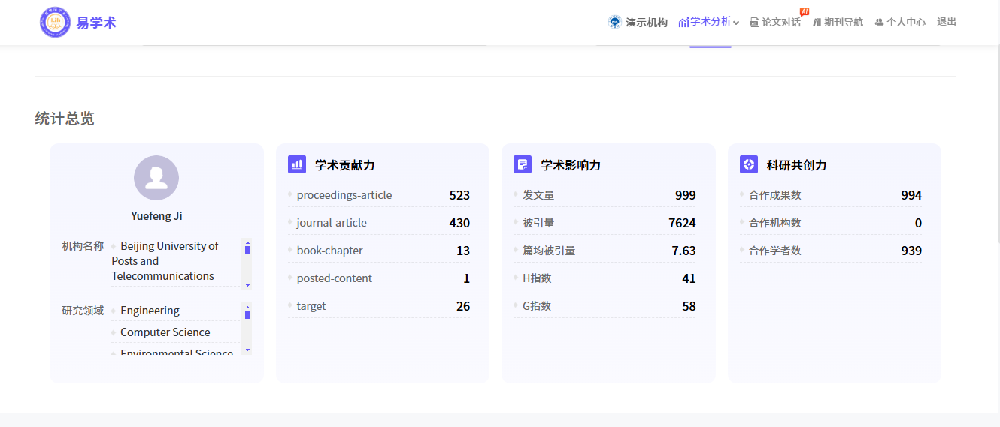 易学术
演示机构
学术分析
论文对话
AI
期刊导航
个人中心
退出
统计总览
Yuefeng Ji
机构名称
Beijing University of
Posts and
Telecommunications
研究领域
Engineering
Computer Science
Environmental Science
学术贡献力
proceedings-article 523
journal-article 430
book-chapter 13
posted-content 1
target 26
学术影响力
发文量 999
被引量 7624
篇均被引量 7.63
H指数 41
G指数 58
科研共创力
合作成果数 994
合作机构数 0
合作学者数 939